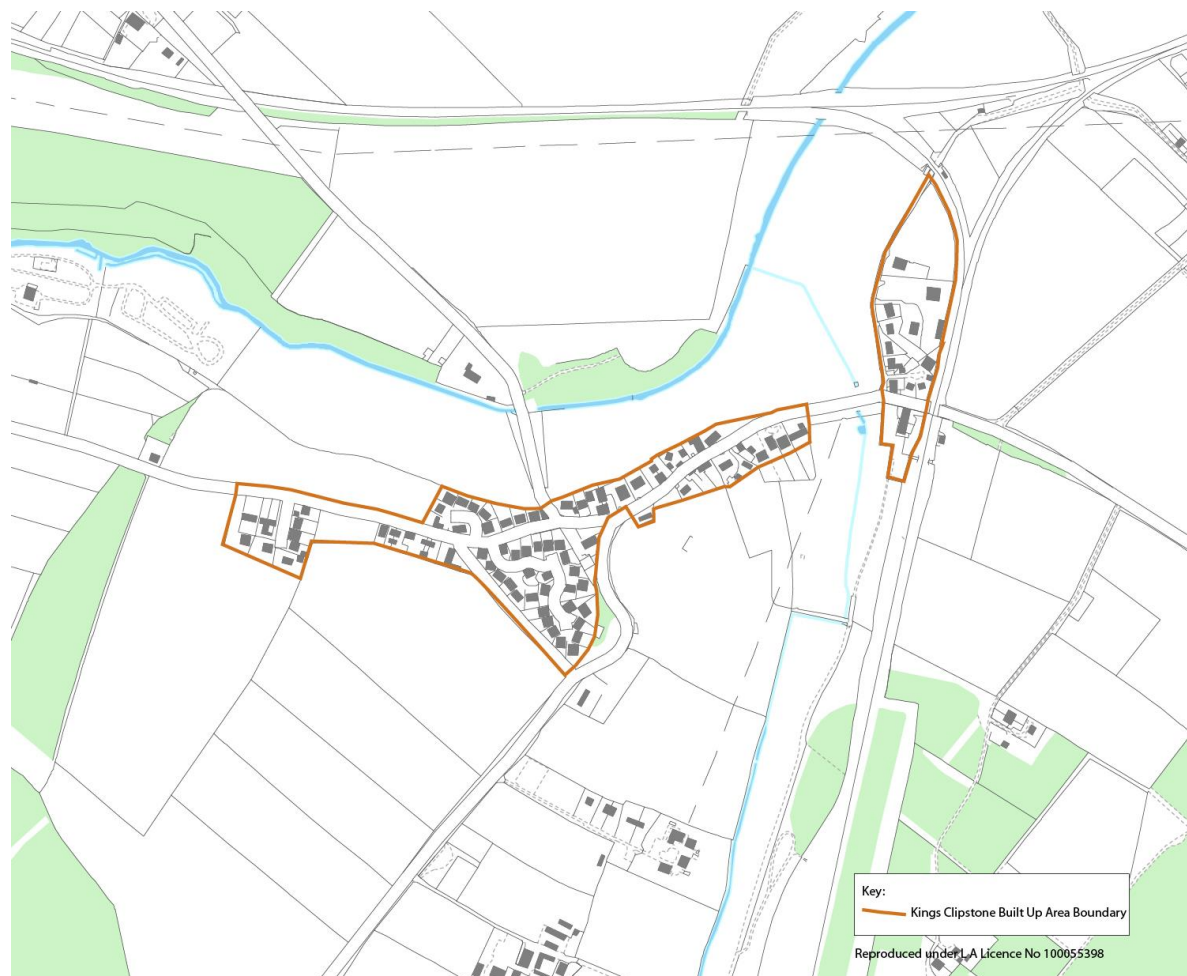 Key:
Kings Clipstone Built Up Area Boundary
Reproduced under L A Licence No 100055398